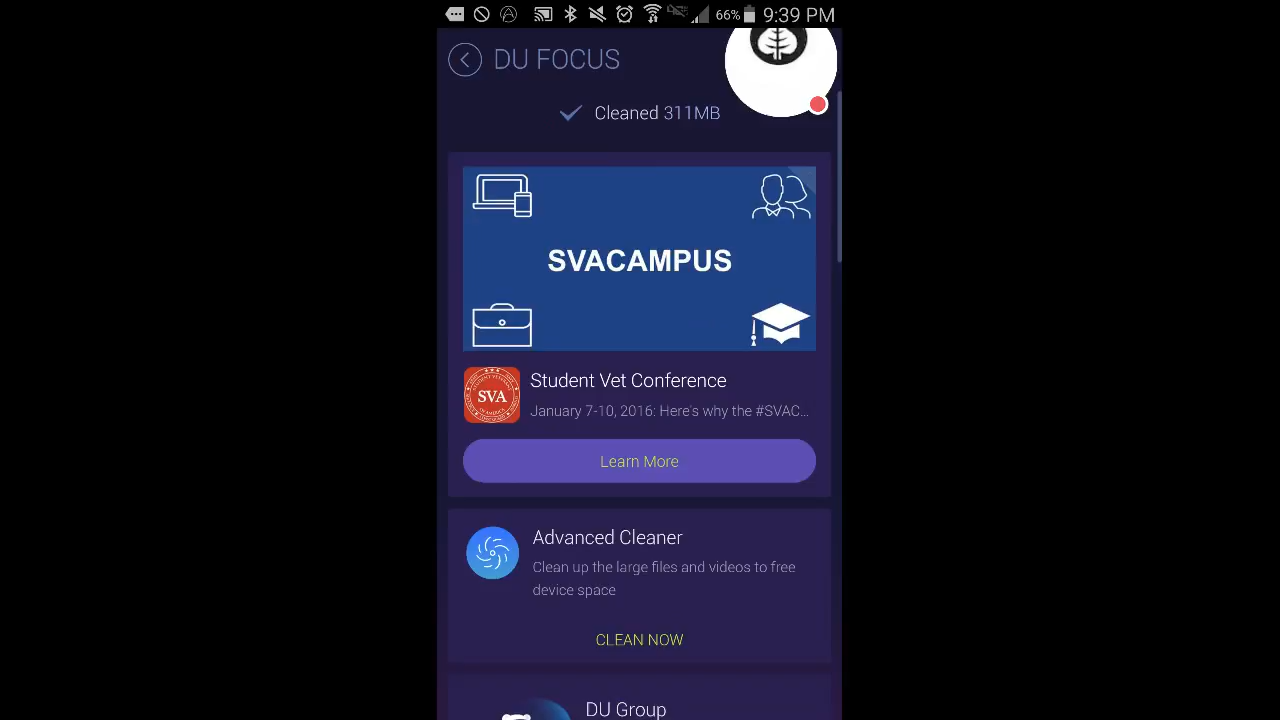 66% 9:39 PM
DU FOCUS
Cleaned 311MB
SVACAMPUS
Student Vet Conference
SVA
January 7-10, 2016: Here's why the #SVAC...
Learn More
Advanced Cleaner
Clean up the large files and videos to free
device space
CLEAN NOW
DU Group